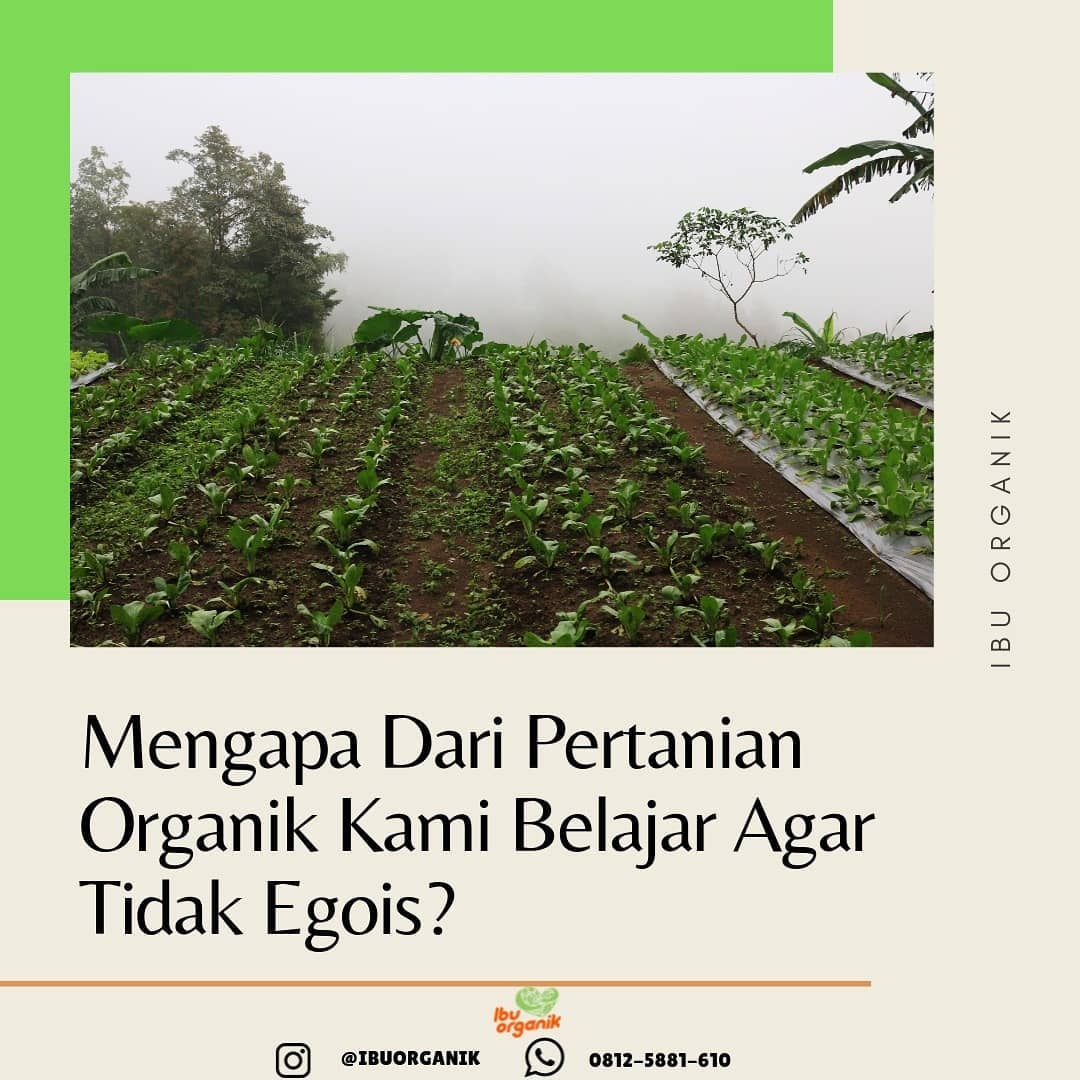 IBU ORGANIK
Mengapa Dari Pertanian
Organik Kami Belajar Agar
Tidak Egois?
Ibu
organik
@IBUORGANIK
0812-5881-610